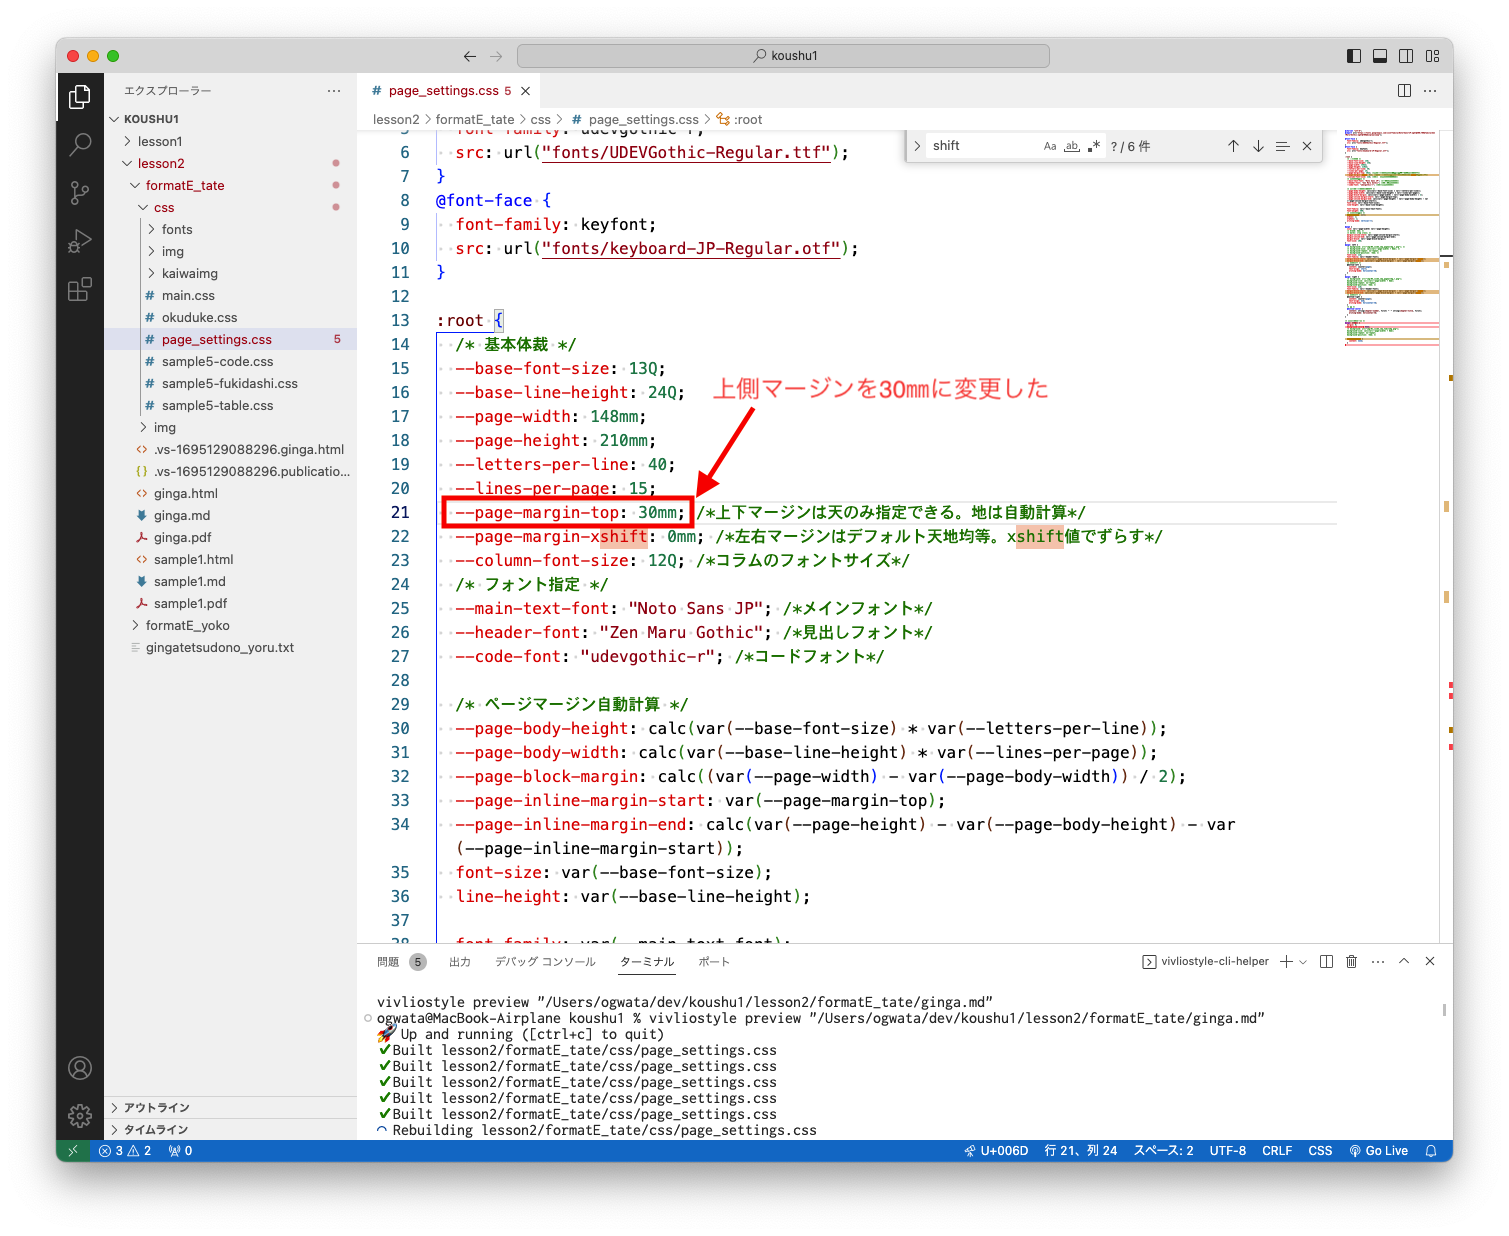 koushu1
エクスプローラー
KOUSHU1
lesson1
lesson2
formatE_tate
css
fonts
img
kaiwaimg
main.css
okuduke.css
page_settings.css 5
sample5-code.css
sample5-fukidashi.css
sample5-table.css
img
.vs-1695129088296.ginga.html
.vs-1695129088296.publicatio...
ginga.html
ginga.md
ginga.pdf
sample1.html
sample1.md
sample1.pdf
formatE_yoko
gingatetsudono_yoru.txt
アウトライン
タイムライン
page_settings.css 5
lesson2 > formatE_tate > css > page_settings.css > :root
shift Aa ab ? / 6 件
5 font-family: udevgothic-r;
6 src: url("fonts/UDEVGothic-Regular.ttf");
7 }
8 @font-face {
9 font-family: keyfont;
10 src: url("fonts/keyboard-JP-Regular.otf");
11 }
12
13 :root {
14 /* 基本体裁 */
15 --base-font-size: 13Q;
16 --base-line-height: 24Q;
上側マージンを30㎜に変更した
17 --page-width: 148mm;
18 --page-height: 210mm;
19 --letters-per-line: 40;
20 --lines-per-page: 15;
21 --page-margin-top: 30mm; /*上下マージンは天のみ指定できる。地は自動計算*/
22 --page-margin-xshift: 0mm; /*左右マージンはデフォルト天地均等。xshift値でずらす*/
23 --column-font-size: 12Q; /*コラムのフォントサイズ*/
24 /* フォント指定 */
25 --main-text-font: "Noto Sans JP"; /*メインフォント*/
26 --header-font: "Zen Maru Gothic"; /*見出しフォント*/
27 --code-font: "udevgothic-r"; /*コードフォント*/
28
29 /* ページマージン自動計算 */
30 --page-body-height: calc(var(--base-font-size) * var(--letters-per-line));
31 --page-body-width: calc(var(--base-line-height) * var(--lines-per-page));
32 --page-block-margin: calc((var(--page-width) - var(--page-body-width)) / 2);
33 --page-inline-margin-start: var(--page-margin-top);
34 --page-inline-margin-end: calc(var(--page-height) - var(--page-body-height) - var
(--page-inline-margin-start));
35 font-size: var(--base-font-size);
36 line-height: var(--base-line-height);
37
38 font-family: var(--main-text-font);
問題 5 出力 デバッグ コンソール ターミナル ポート
vivliostyle-cli-helper
vivliostyle preview "/Users/ogwata/dev/koushu1/lesson2/formatE_tate/ginga.md"
ogwata@MacBook-Airplane koushu1 % vivliostyle preview "/Users/ogwata/dev/koushu1/lesson2/formatE_tate/ginga.md"
🚀 Up and running ([ctrl+c] to quit)
✔Built lesson2/formatE_tate/css/page_settings.css
✔Built lesson2/formatE_tate/css/page_settings.css
✔Built lesson2/formatE_tate/css/page_settings.css
✔Built lesson2/formatE_tate/css/page_settings.css
✔Built lesson2/formatE_tate/css/page_settings.css
Rebuilding lesson2/formatE_tate/css/page_settings.css
3 2 0
U+006D 行 21、列 24 スペース: 2 UTF-8 CRLF CSS Go Live